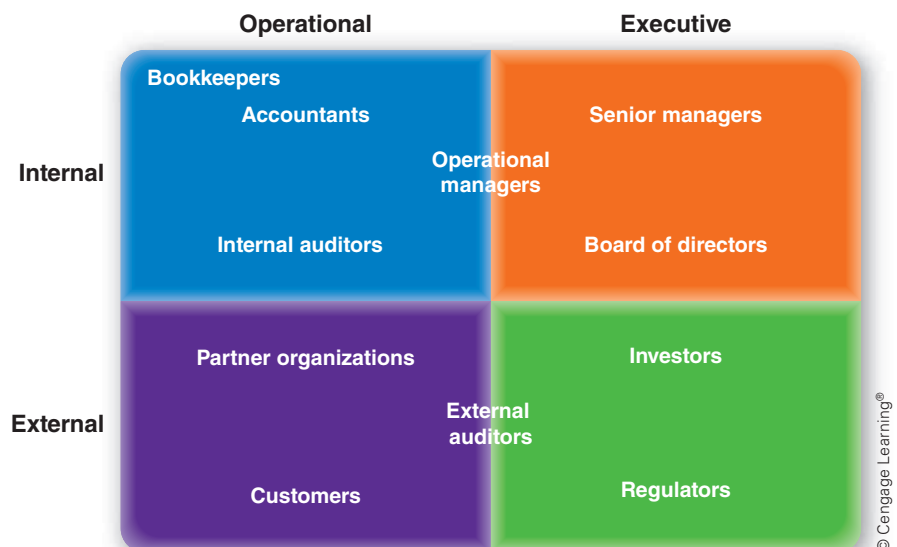 Operational
Executive
Bookkeepers
Accountants
Senior managers
Internal
Operational
managers
Internal auditors
Board of directors
Partner organizations
Investors
External
External
auditors
Customers
Regulators
© Cengage Learning®